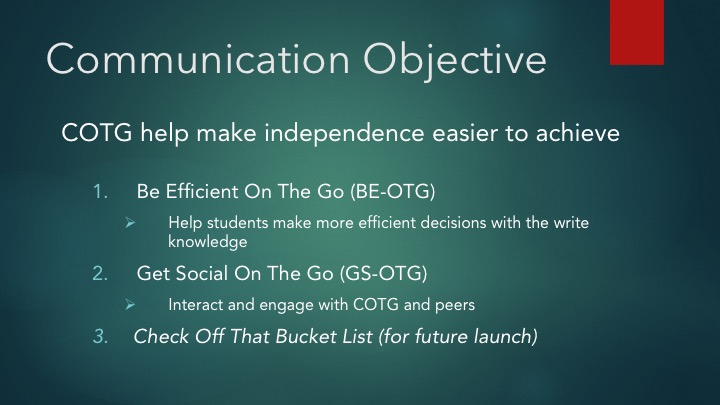 Communication Objective
COTG help make independence easier to achieve
1. Be Efficient On The Go (BE-OTG)
➢ Help students make more efficient decisions with the write
knowledge
2. Get Social On The Go (GS-OTG)
➢ Interact and engage with COTG and peers
3. Check Off That Bucket List (for future launch)